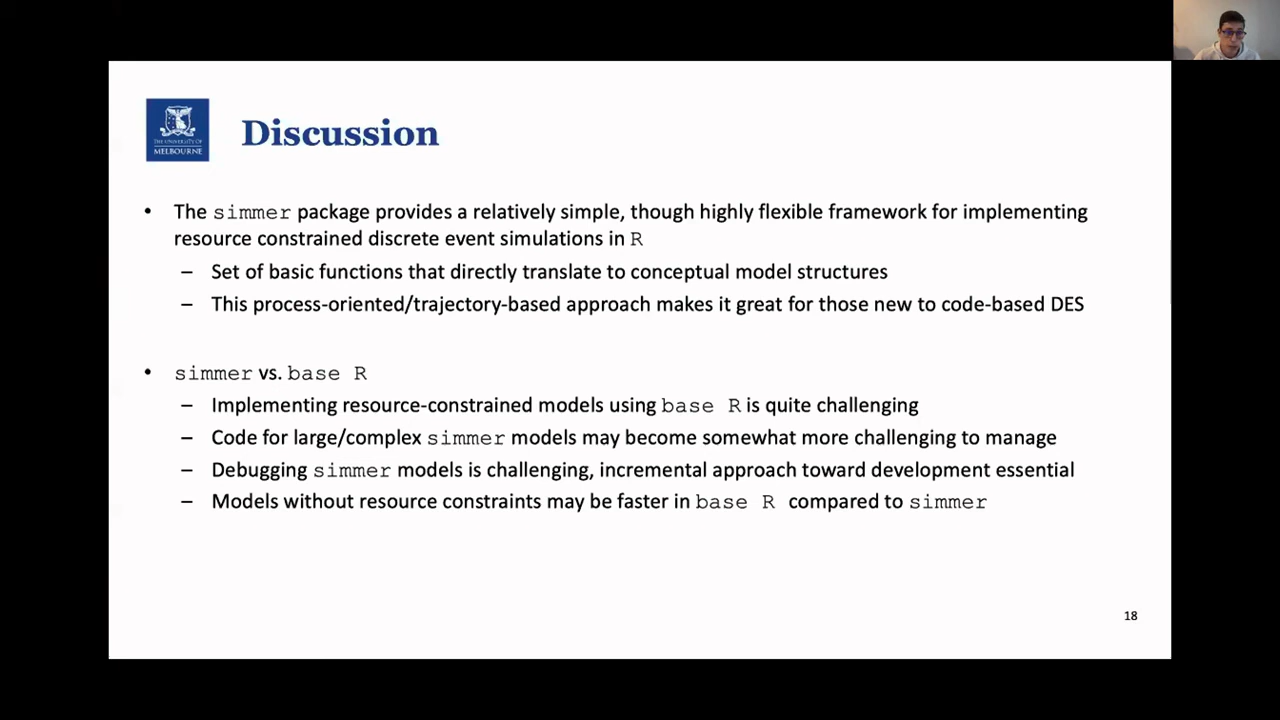 THE UNIVERSITY OF
MELBOURNE
Discussion
• The simmer package provides a relatively simple, though highly flexible framework for implementing
resource constrained discrete event simulations in R
– Set of basic functions that directly translate to conceptual model structures
– This process-oriented/trajectory-based approach makes it great for those new to code-based DES
• simmer vs. base R
– Implementing resource-constrained models using base R is quite challenging
– Code for large/complex simmer models may become somewhat more challenging to manage
– Debugging simmer models is challenging, incremental approach toward development essential
– Models without resource constraints may be faster in base R compared to simmer
18